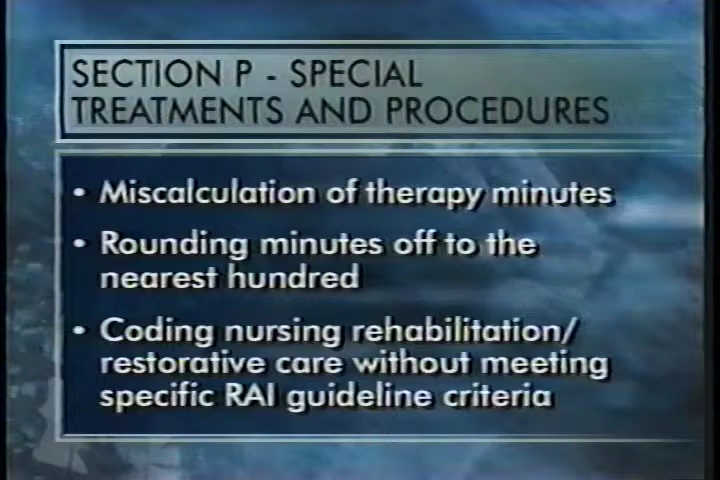 SECTION P - SPECIAL
TREATMENTS AND PROCEDURES
• Miscalculation of therapy minutes
• Rounding minutes off to the
nearest hundred
• Coding nursing rehabilitation/
restorative care without meeting
specific RAI guideline criteria